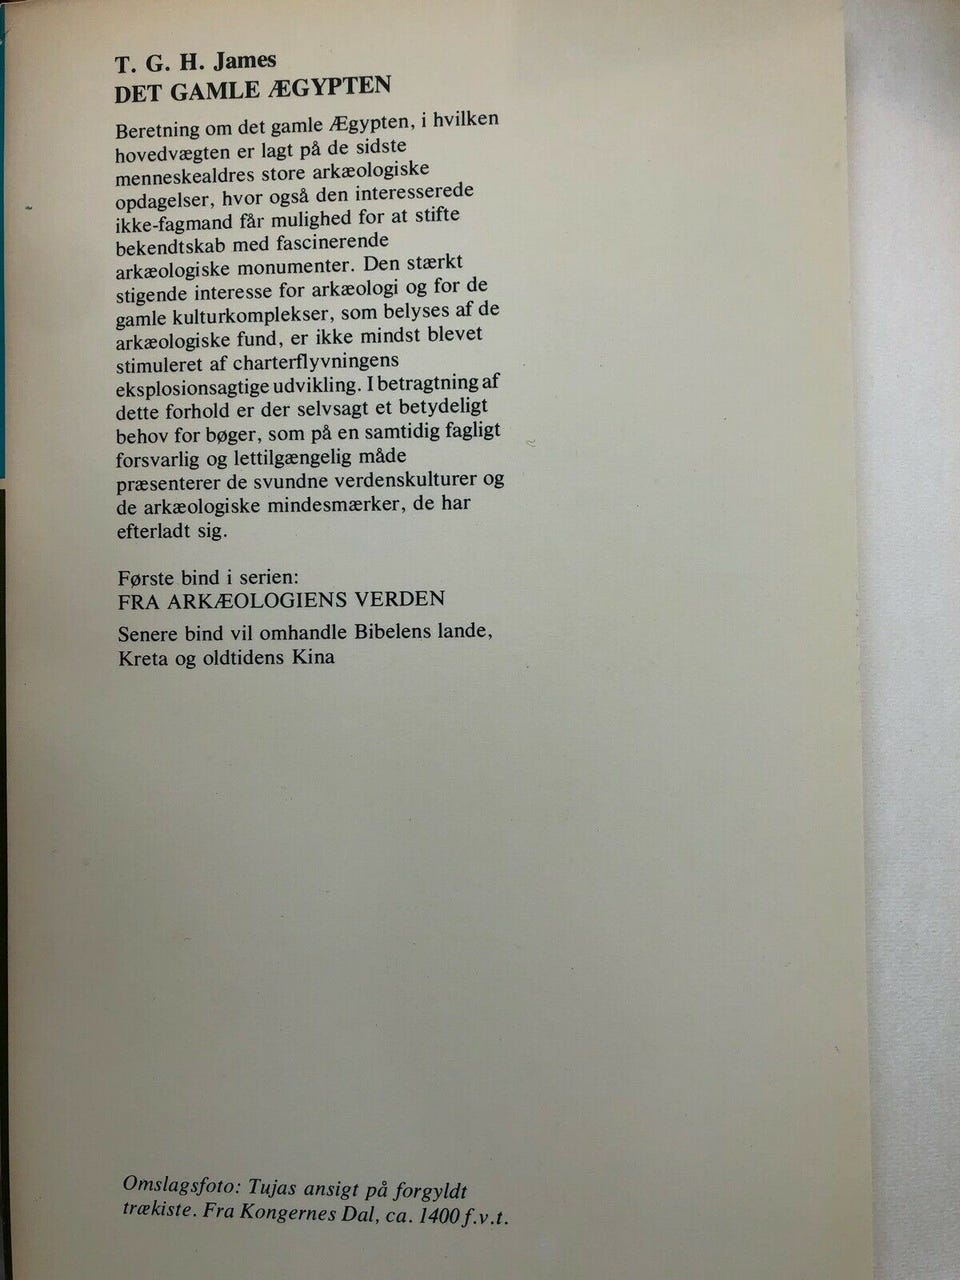 T. G. H. James
DET GAMLE ÆGYPTEN
Beretning om det gamle Ægypten, i hvilken
hovedvægten er lagt på de sidste
menneskealdres store arkæologiske
opdagelser, hvor også den interesserede
ikke-fagmand får mulighed for at stifte
bekendtskab med fascinerende
arkæologiske monumenter. Den stærkt
stigende interesse for arkæologi og for de
gamle kulturkomplekser, som belyses af de
arkæologiske fund, er ikke mindst blevet
stimuleret af charterflyvningens
eksplosionsagtige udvikling. I betragtning af
dette forhold er der selvsagt et betydeligt
behov for bøger, som på en samtidig fagligt
forsvarlig og lettilgængelig måde
præsenterer de svundne verdenskulturer og
de arkæologiske mindesmærker, de har
efterladt sig.
Første bind i serien:
FRA ARKÆOLOGIENS VERDEN
Senere bind vil omhandle Bibelens lande,
Kreta og oldtidens Kina
Omslagsfoto: Tujas ansigt på forgyldt
trækiste. Fra Kongernes Dal, ca. 1400 f.v.t.